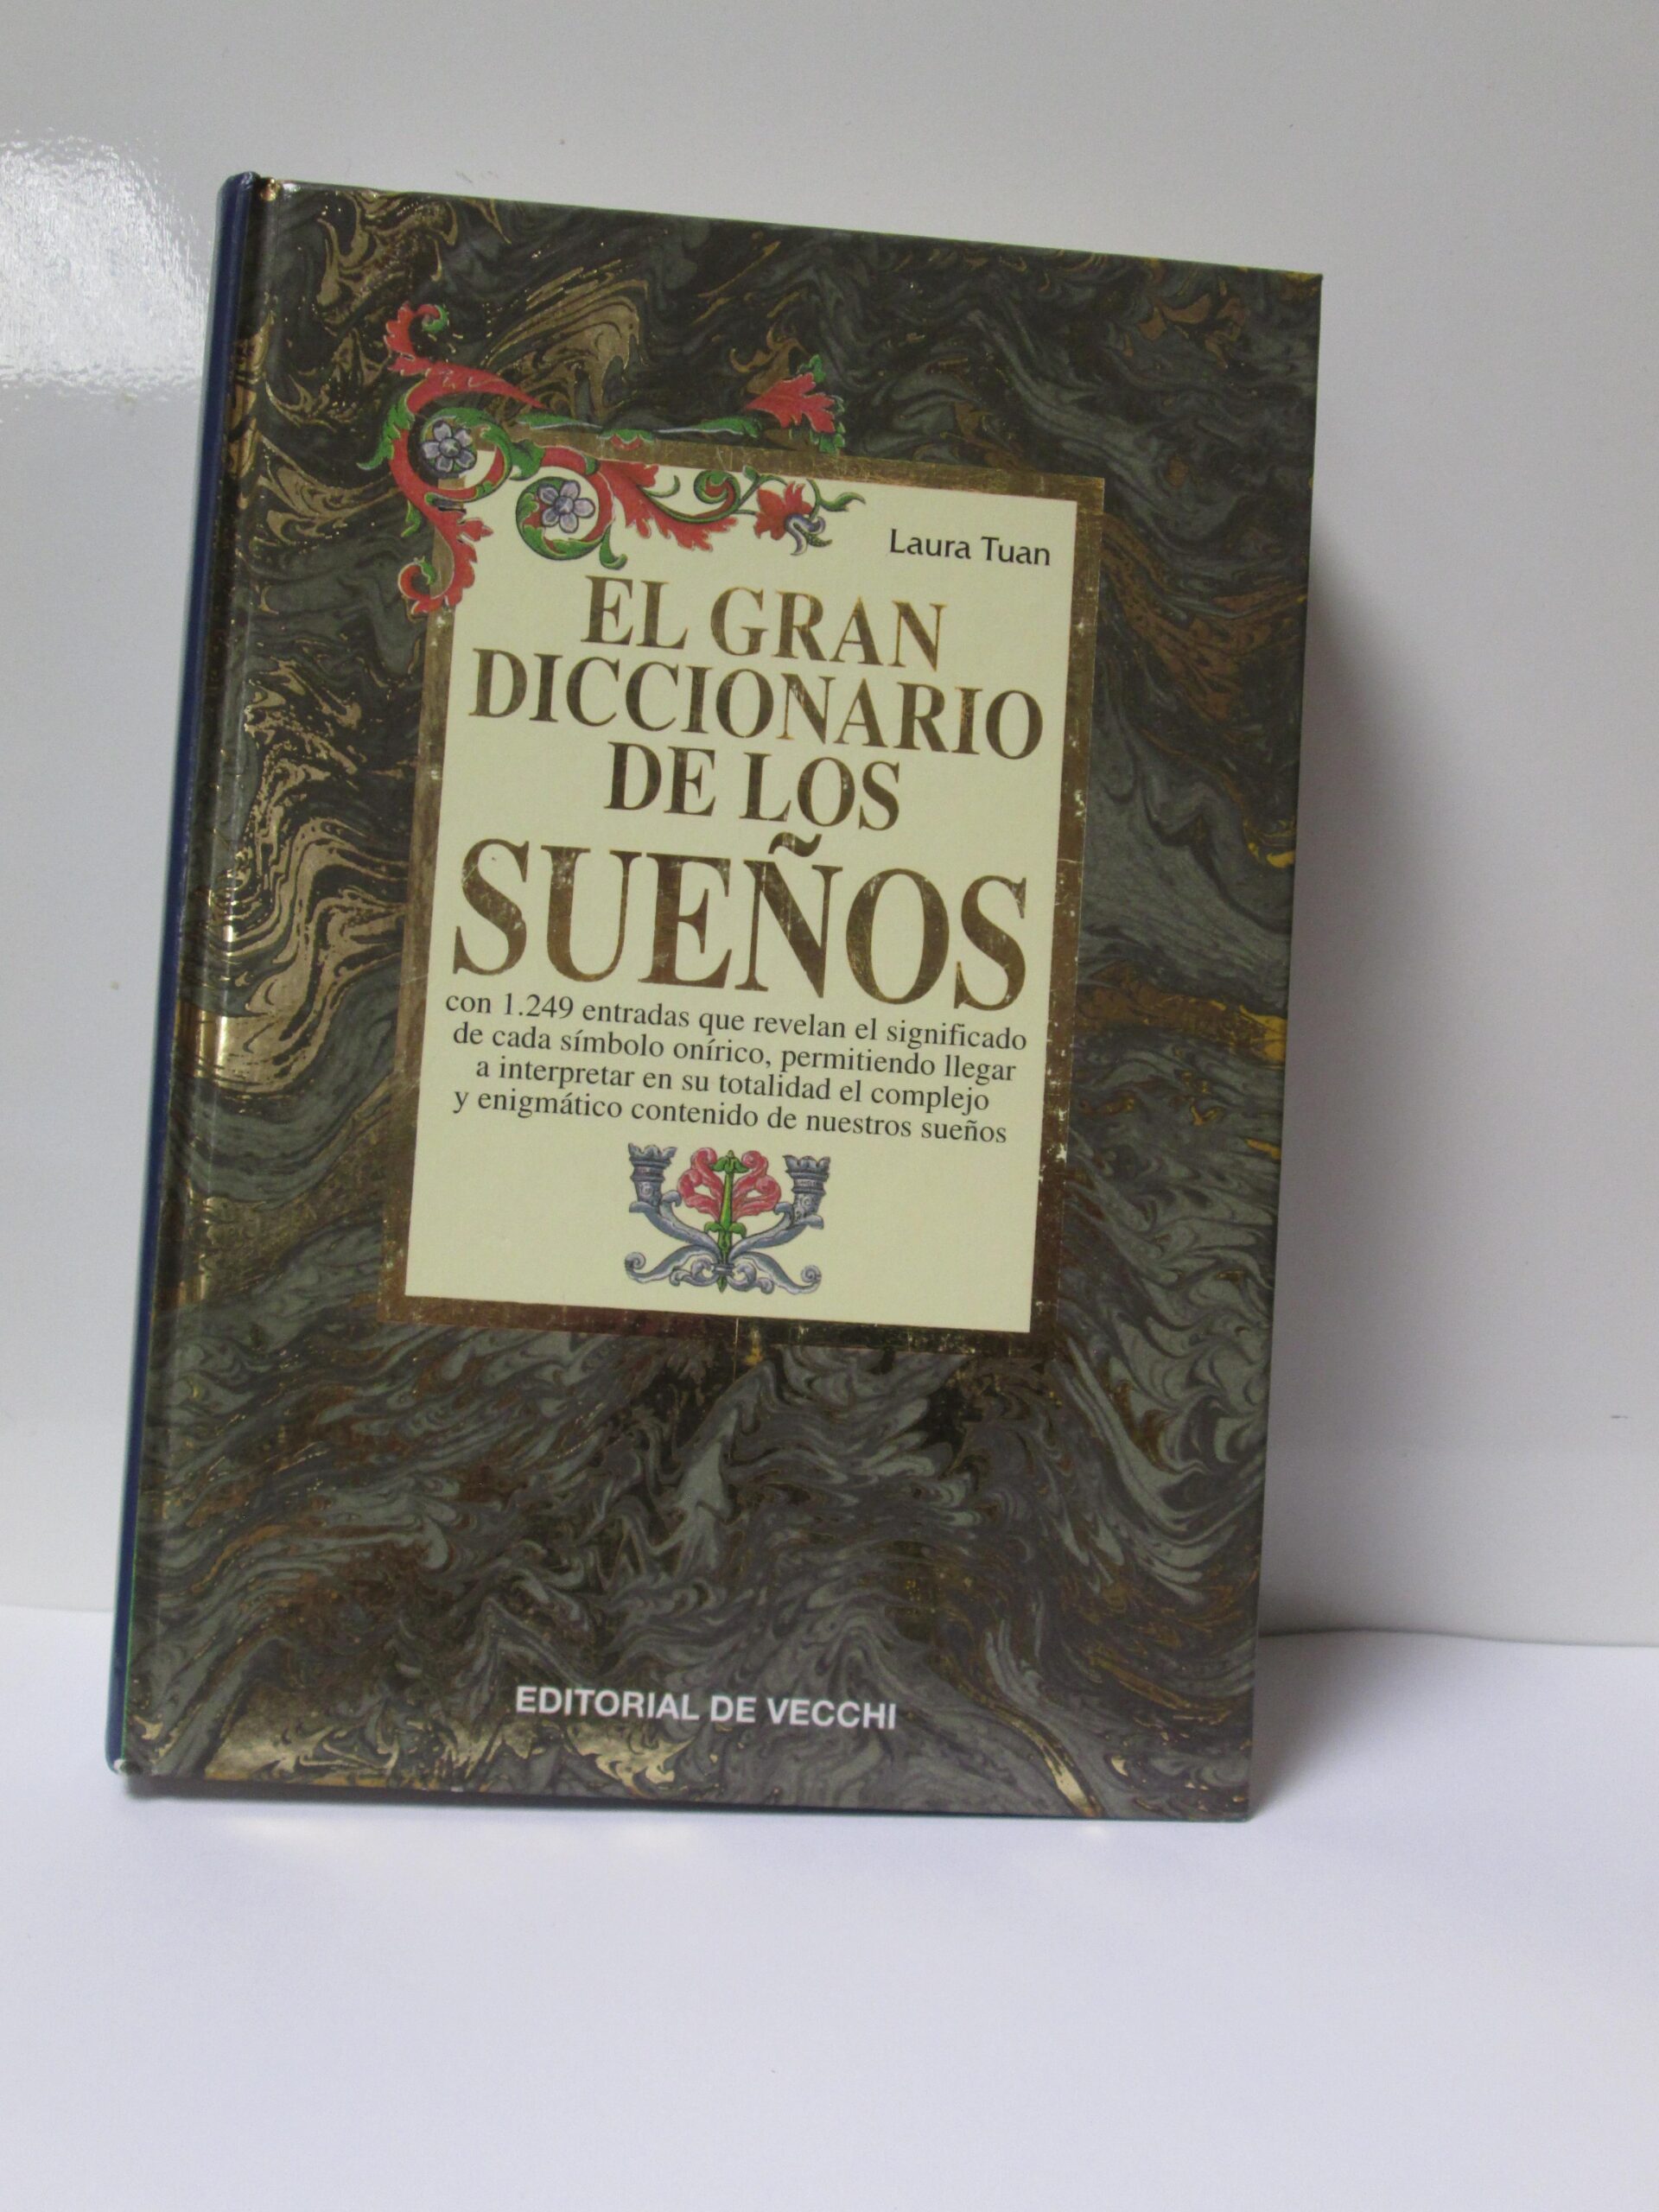 Laura Tuan
EL GRAN
DICCIONARIO
DE LOS
SUEÑOS
con 1.249 entradas que revelan el significado
de cada símbolo onírico, permitiendo llegar
a interpretar en su totalidad el complejo
y enigmático contenido de nuestros sueños
EDITORIAL DE VECCHI